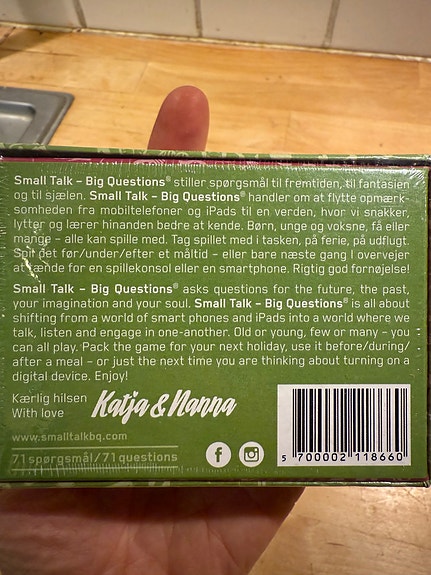 Small Talk – Big Questions® stiller spørgsmål til fremtiden, til fantasien
og til sjælen. Small Talk – Big Questions® handler om at flytte opmærk-
somheden fra mobiltelefoner og iPads til en verden, hvor vi snakker,
lytter og lærer hinanden bedre at kende. Børn, unge og voksne, få eller
mange – alle kan spille med. Tag spillet med i tasken, på ferie, på udflugt.
Spil det før/under/efter et måltid – eller bare næste gang I overvejer
at tænde for en spillekonsol eller en smartphone. Rigtig god fornøjelse!
Small Talk – Big Questions® asks questions for the future, the past,
your imagination and your soul. Small Talk – Big Questions® is all about
shifting from a world of smart phones and iPads into a world where we
talk, listen and engage in one-another. Old or young, few or many – you
can all play. Pack the game for your next holiday, use it before/during/
after a meal – or just the next time you are thinking about turning on a
digital device. Enjoy!
Kærlig hilsen
With love
Katja & Nanna
www.smalltalkbq.com
71 spørgsmål/71 questions
5 700002 118660